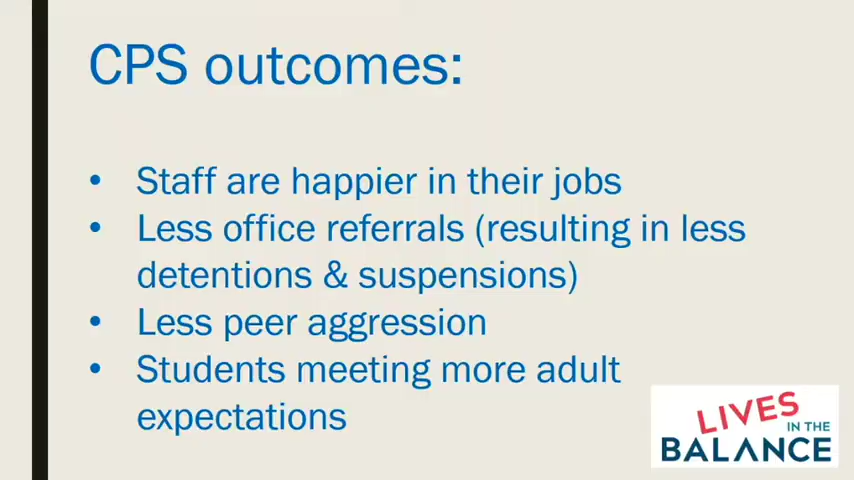 CPS outcomes:
• Staff are happier in their jobs
• Less office referrals (resulting in less
detentions & suspensions)
• Less peer aggression
• Students meeting more adult
expectations
LIVES
IN THE
BALANCE